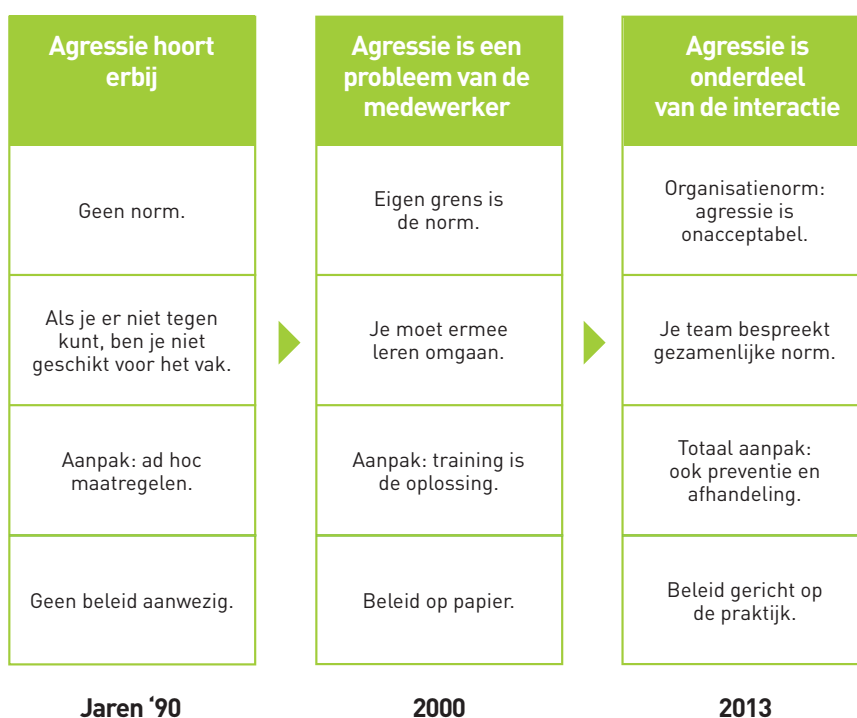 Agressie hoort
erbij
Geen norm.
Als je er niet tegen
kunt, ben je niet
geschikt voor het vak.
Aanpak: ad hoc
maatregelen.
Geen beleid aanwezig.
Jaren ‘90
Agressie is een
probleem van de
medewerker
Eigen grens is
de norm.
Je moet ermee
leren omgaan.
Aanpak: training is
de oplossing.
Beleid op papier.
2000
Agressie is
onderdeel
van de interactie
Organisatienorm:
agressie is
onacceptabel.
Je team bespreekt
gezamenlijke norm.
Totaal aanpak:
ook preventie en
afhandeling.
Beleid gericht op
de praktijk.
2013